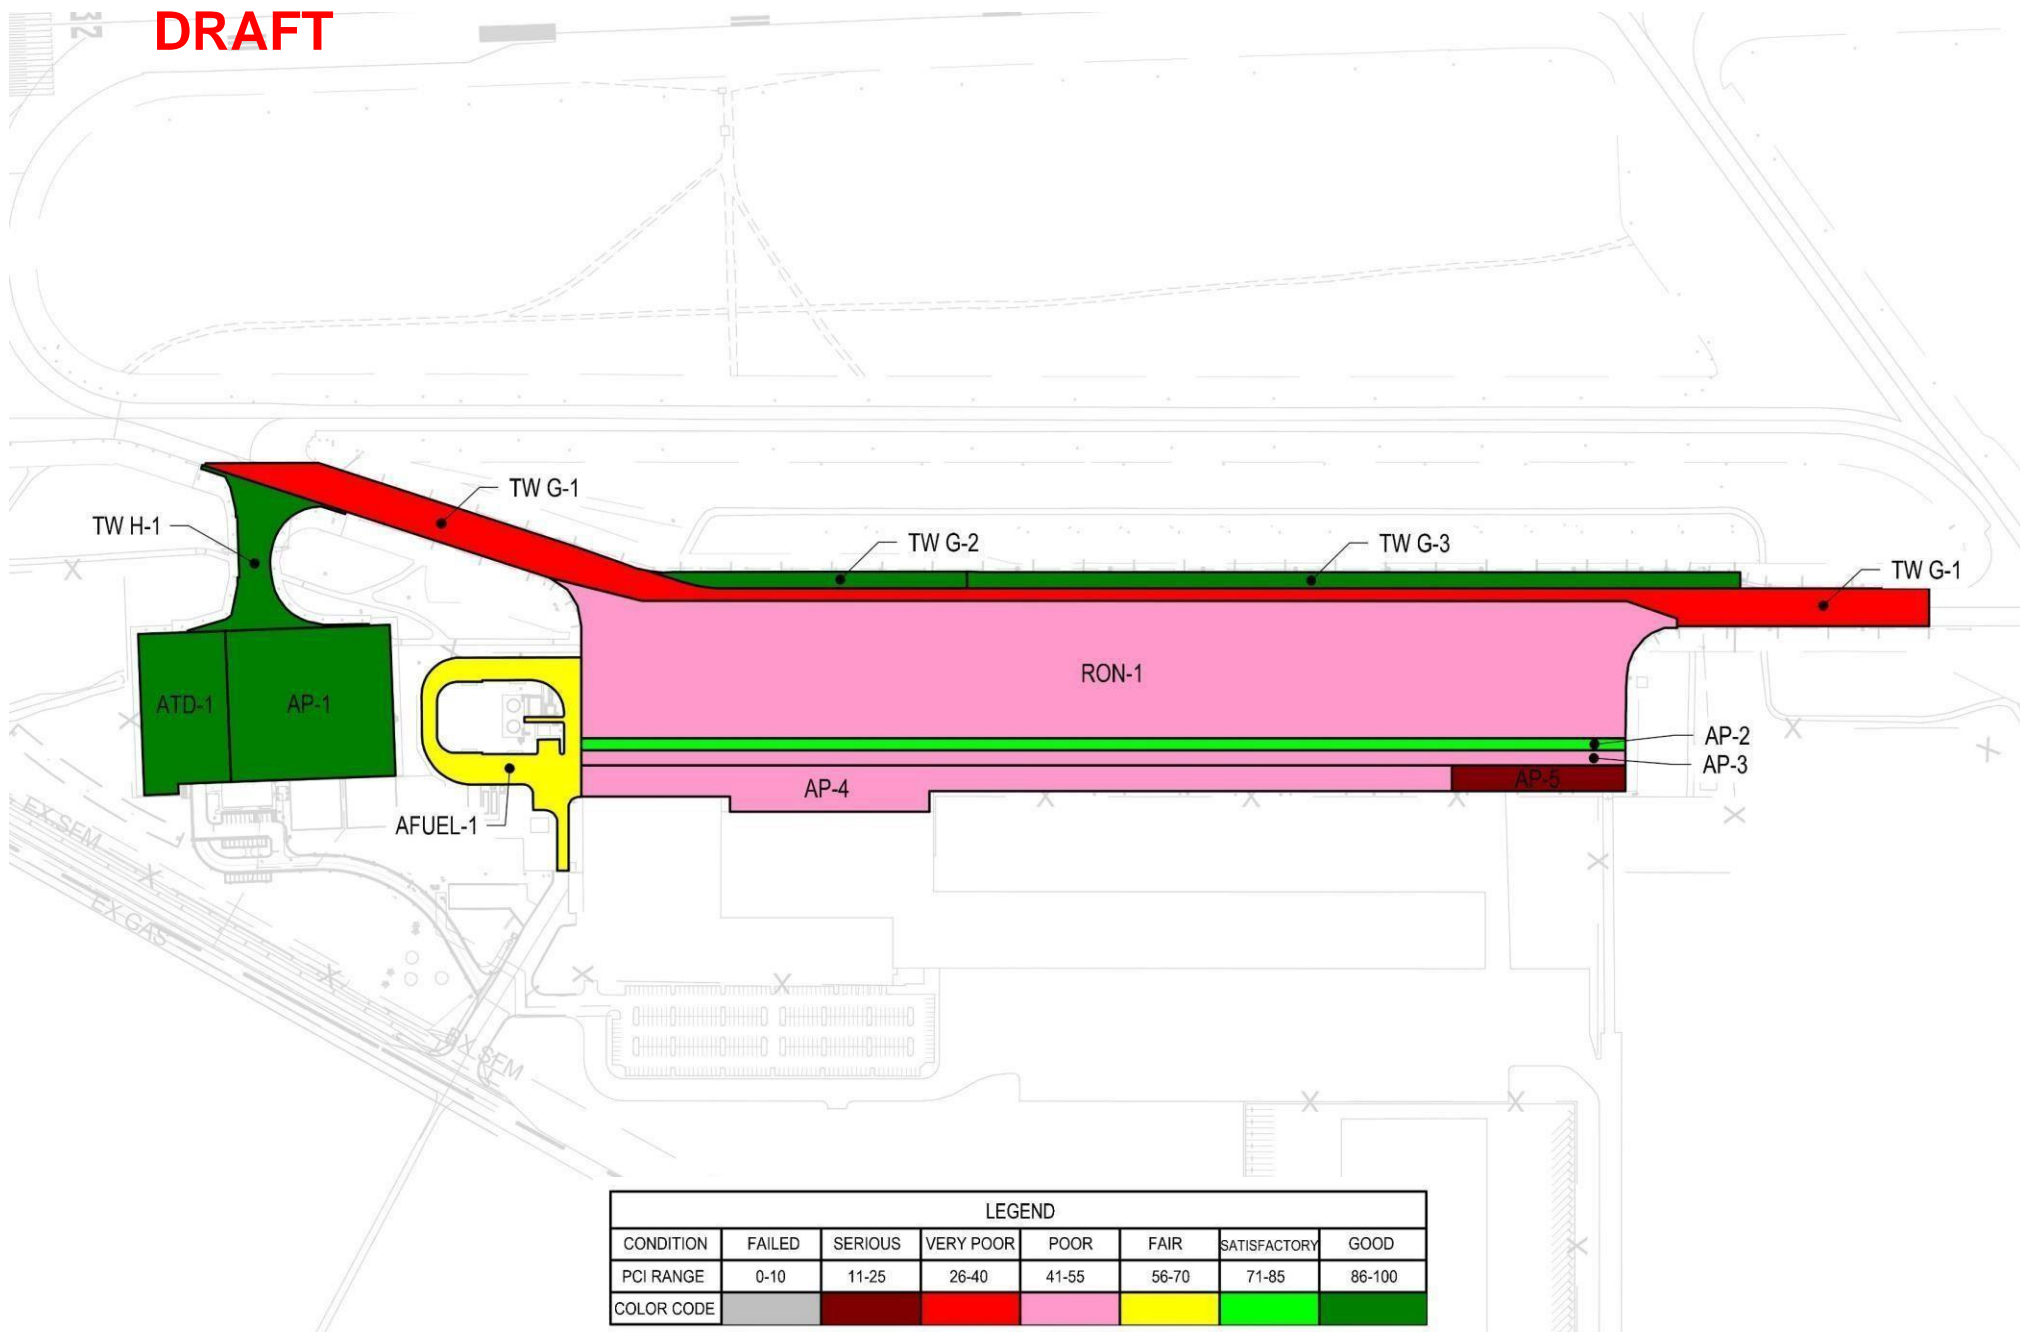 32
DRAFT
TW G-1
TW H-1
TW G-2
TW G-3
TW G-1
RON-1
ATD-1
AP-1
AP-2
AP-3
AP-4
AP-5
AFUEL-1
EX SFM
EX GAS
EX SFM
LEGEND
CONDITION FAILED SERIOUS VERY POOR POOR FAIR SATISFACTORY GOOD
PCI RANGE 0-10 11-25 26-40 41-55 56-70 71-85 86-100
COLOR CODE